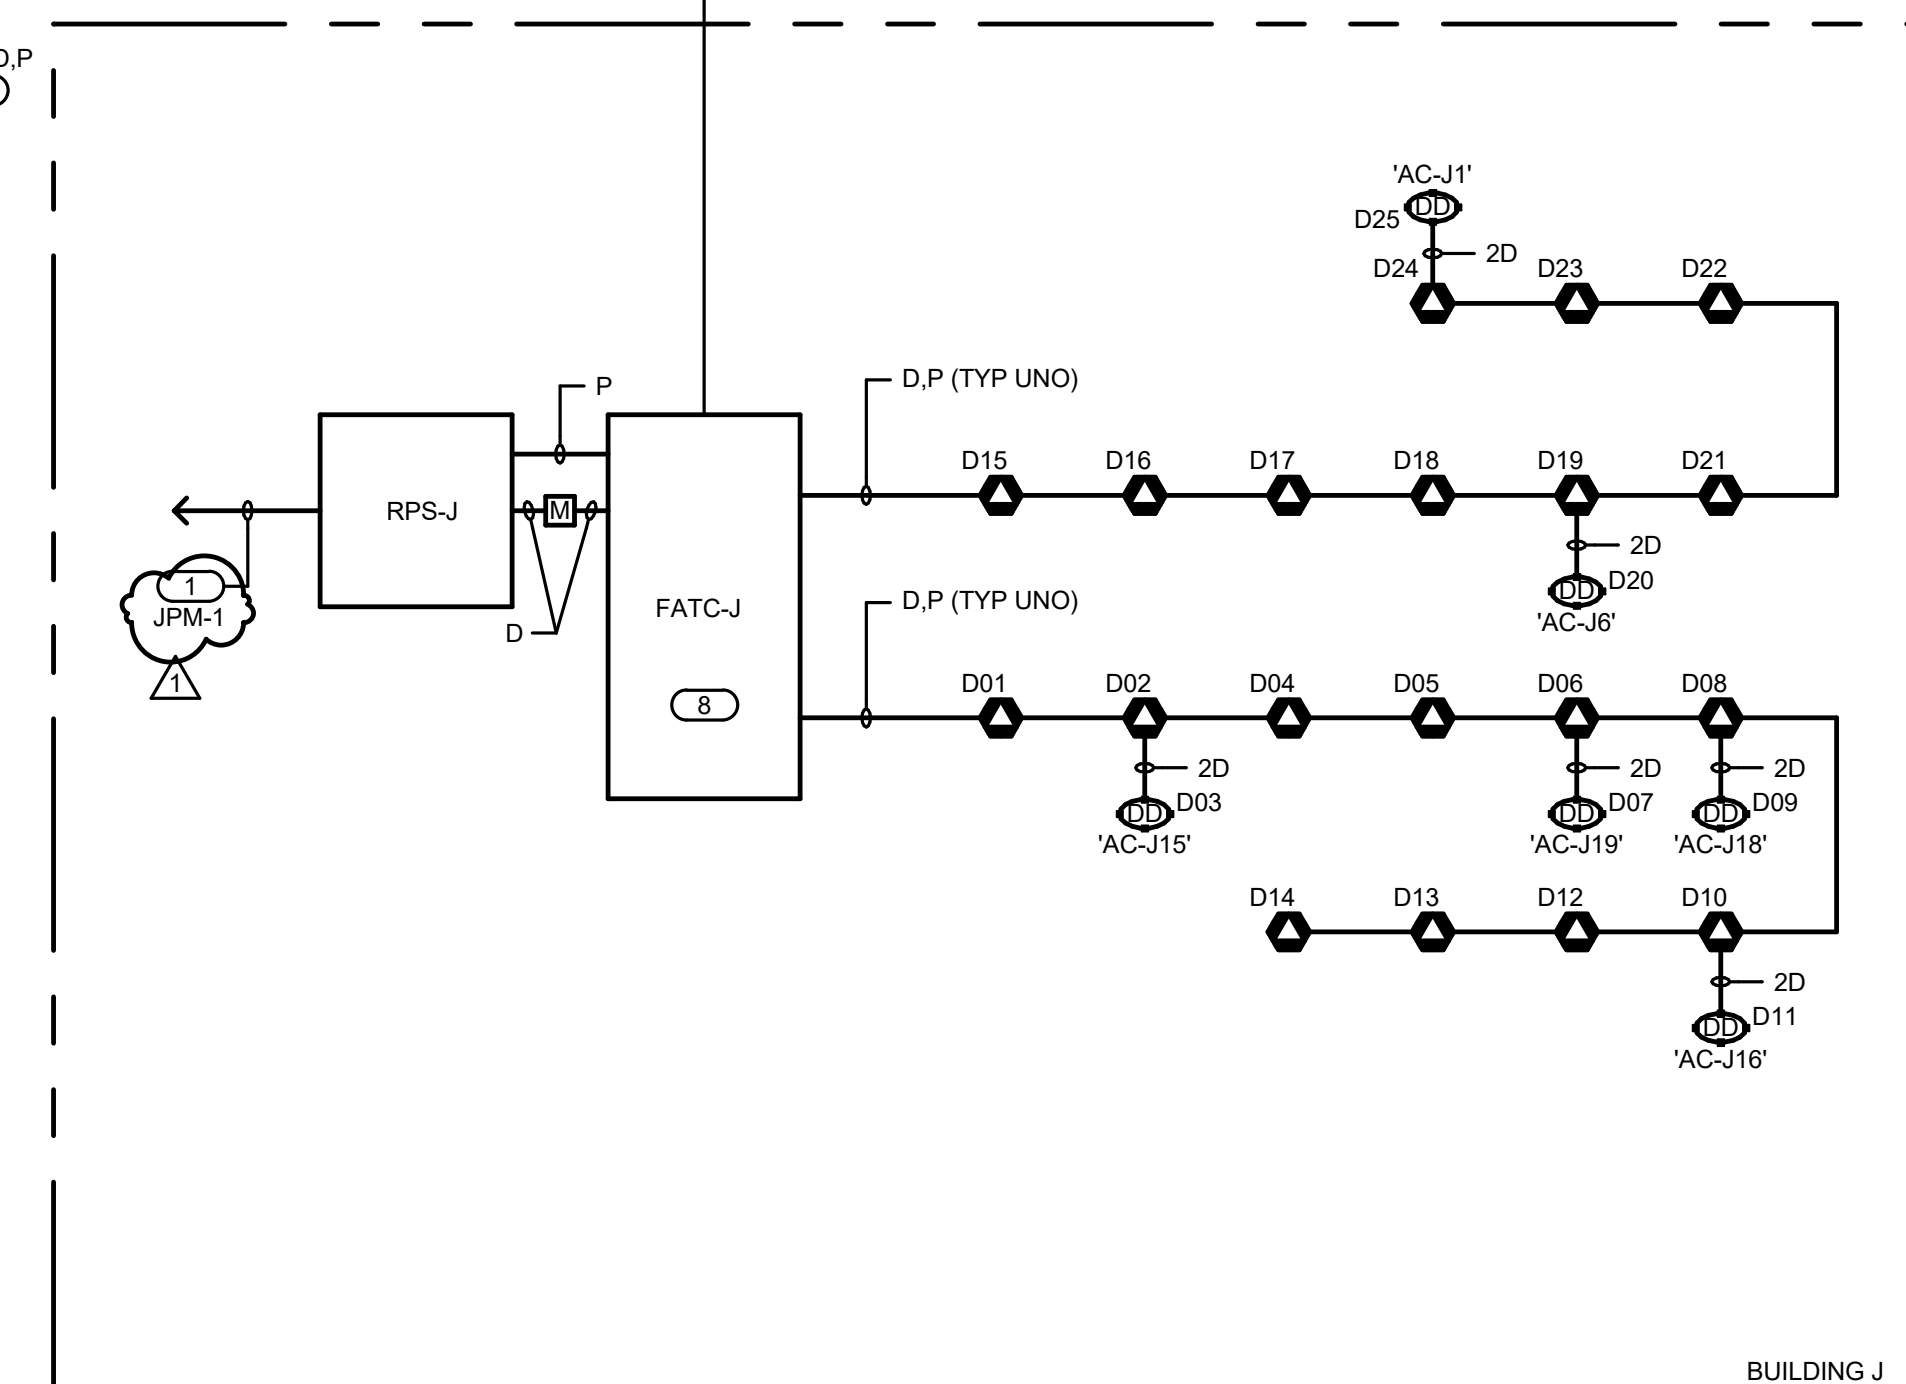 D,P
'AC-J1'
DD
D25
2D
D24
D23
D22
P
D,P (TYP UNO)
D15
D16
D17
D18
D19
D21
RPS-J
M
2D
DD
D20
'AC-J6'
1
JPM-1
1
D
FATC-J
8
D,P (TYP UNO)
D01
D02
D04
D05
D06
D08
2D
2D
2D
DD
D03
DD
D07
DD
D09
'AC-J15'
'AC-J19'
'AC-J18'
D14
D13
D12
D10
2D
DD
D11
'AC-J16'
BUILDING J